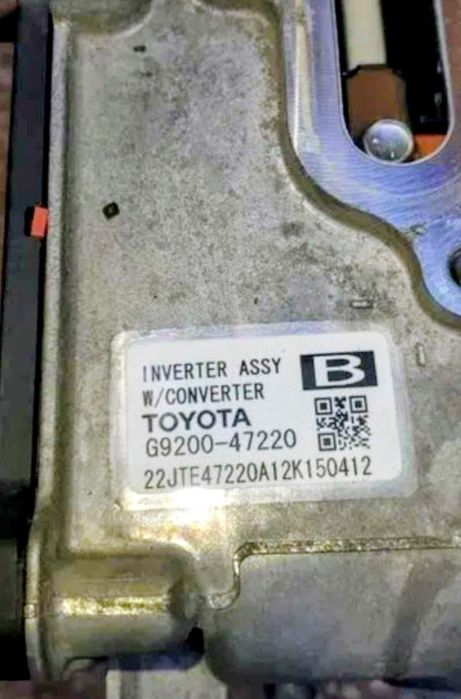 INVERTER ASSY B
W/CONVERTER
TOYOTA
G9200-47220
22JTE47220A12K150412